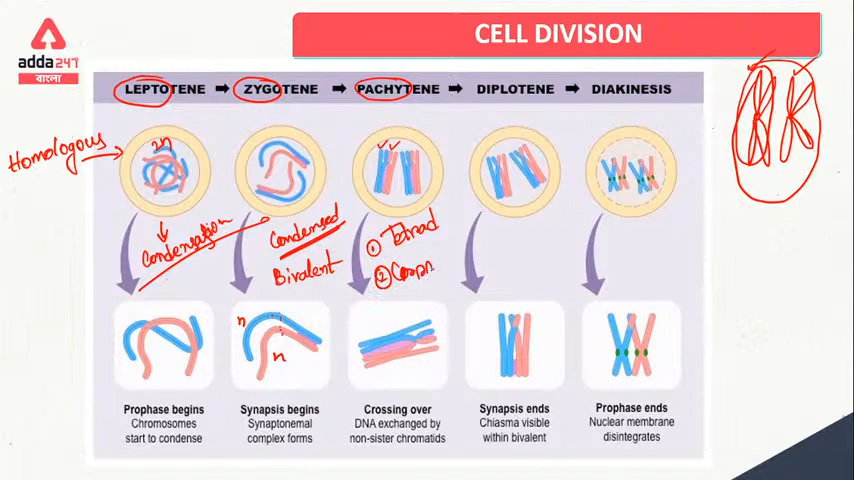 CELL DIVISION
adda247
বাংলা
LEPTOTENE ZYGOTENE PACHYTENE DIPLOTENE DIAKINESIS
Homologous
2n
Condensation
Condensed
Bivalent
① Tetrad
②
n
n
Prophase begins
Chromosomes
start to condense
Synapsis begins
Synaptonemal
complex forms
Crossing over
DNA exchanged by
non-sister chromatids
Synapsis ends
Chiasma visible
within bivalent
Prophase ends
Nuclear membrane
disintegrates